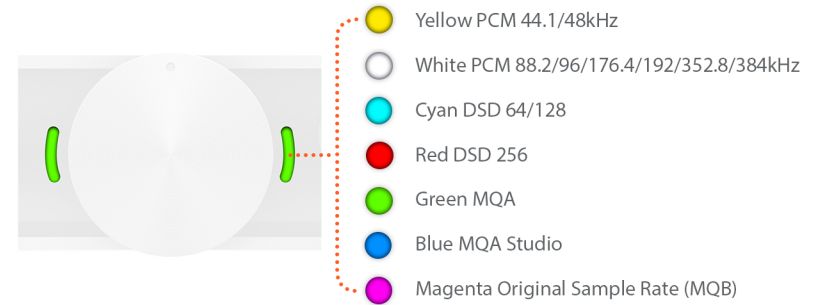 Yellow PCM 44.1/48kHz
White PCM 88.2/96/176.4/192/352.8/384kHz
Cyan DSD 64/128
Red DSD 256
Green MQA
Blue MQA Studio
Magenta Original Sample Rate (MQB)